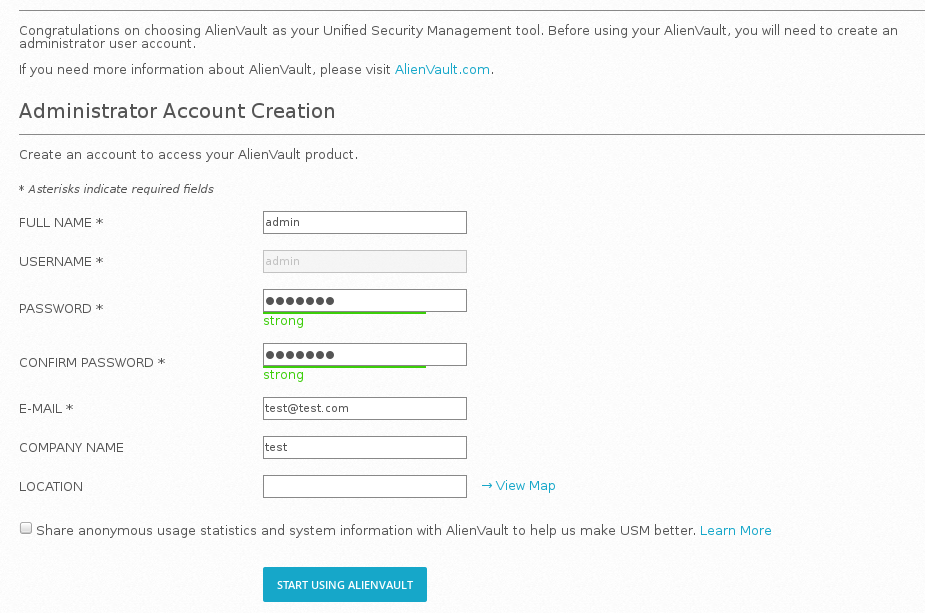 Congratulations on choosing AlienVault as your Unified Security Management tool. Before using your AlienVault, you will need to create an
administrator user account.
If you need more information about AlienVault, please visit AlienVault.com.
Administrator Account Creation
Create an account to access your AlienVault product.
* Asterisks indicate required fields
FULL NAME * admin
USERNAME * admin
PASSWORD * ●●●●●●●
strong
CONFIRM PASSWORD * ●●●●●●●
strong
E-MAIL * test@test.com
COMPANY NAME test
LOCATION → View Map
Share anonymous usage statistics and system information with AlienVault to help us make USM better. Learn More
START USING ALIENVAULT